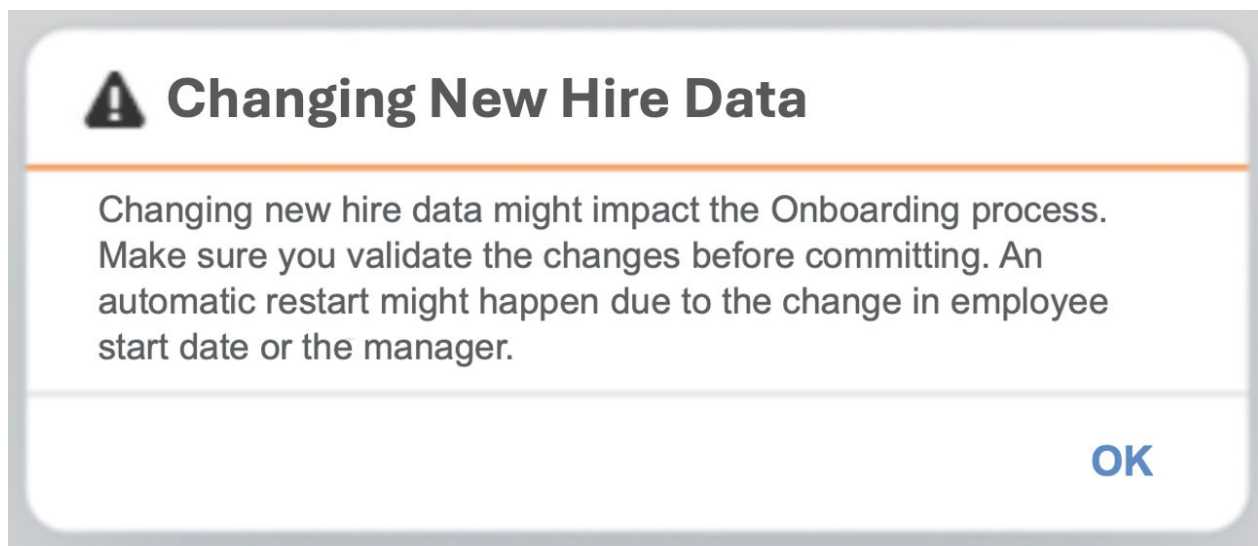 Changing New Hire Data
Changing new hire data might impact the Onboarding process.
Make sure you validate the changes before committing. An
automatic restart might happen due to the change in employee
start date or the manager.
OK